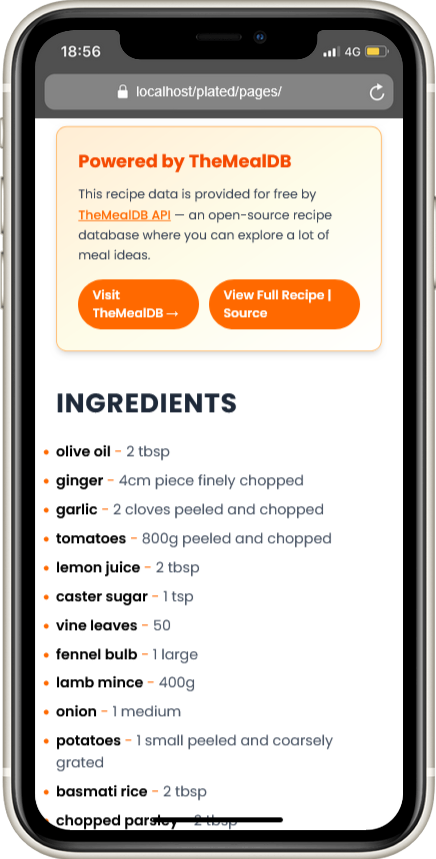 18:56
4G
localhost/plated/pages/
Powered by TheMealDB
This recipe data is provided for free by
TheMealDB API — an open-source recipe
database where you can explore a lot of
meal ideas.
Visit
TheMealDB →
View Full Recipe |
Source
INGREDIENTS
• olive oil - 2 tbsp
• ginger - 4cm piece finely chopped
• garlic - 2 cloves peeled and chopped
• tomatoes - 800g peeled and chopped
• lemon juice - 2 tbsp
• caster sugar - 1 tsp
• vine leaves - 50
• fennel bulb - 1 large
• lamb mince - 400g
• onion - 1 medium
• potatoes - 1 small peeled and coarsely
grated
• basmati rice - 2 tbsp
• chopped parsley - 2 tbsp